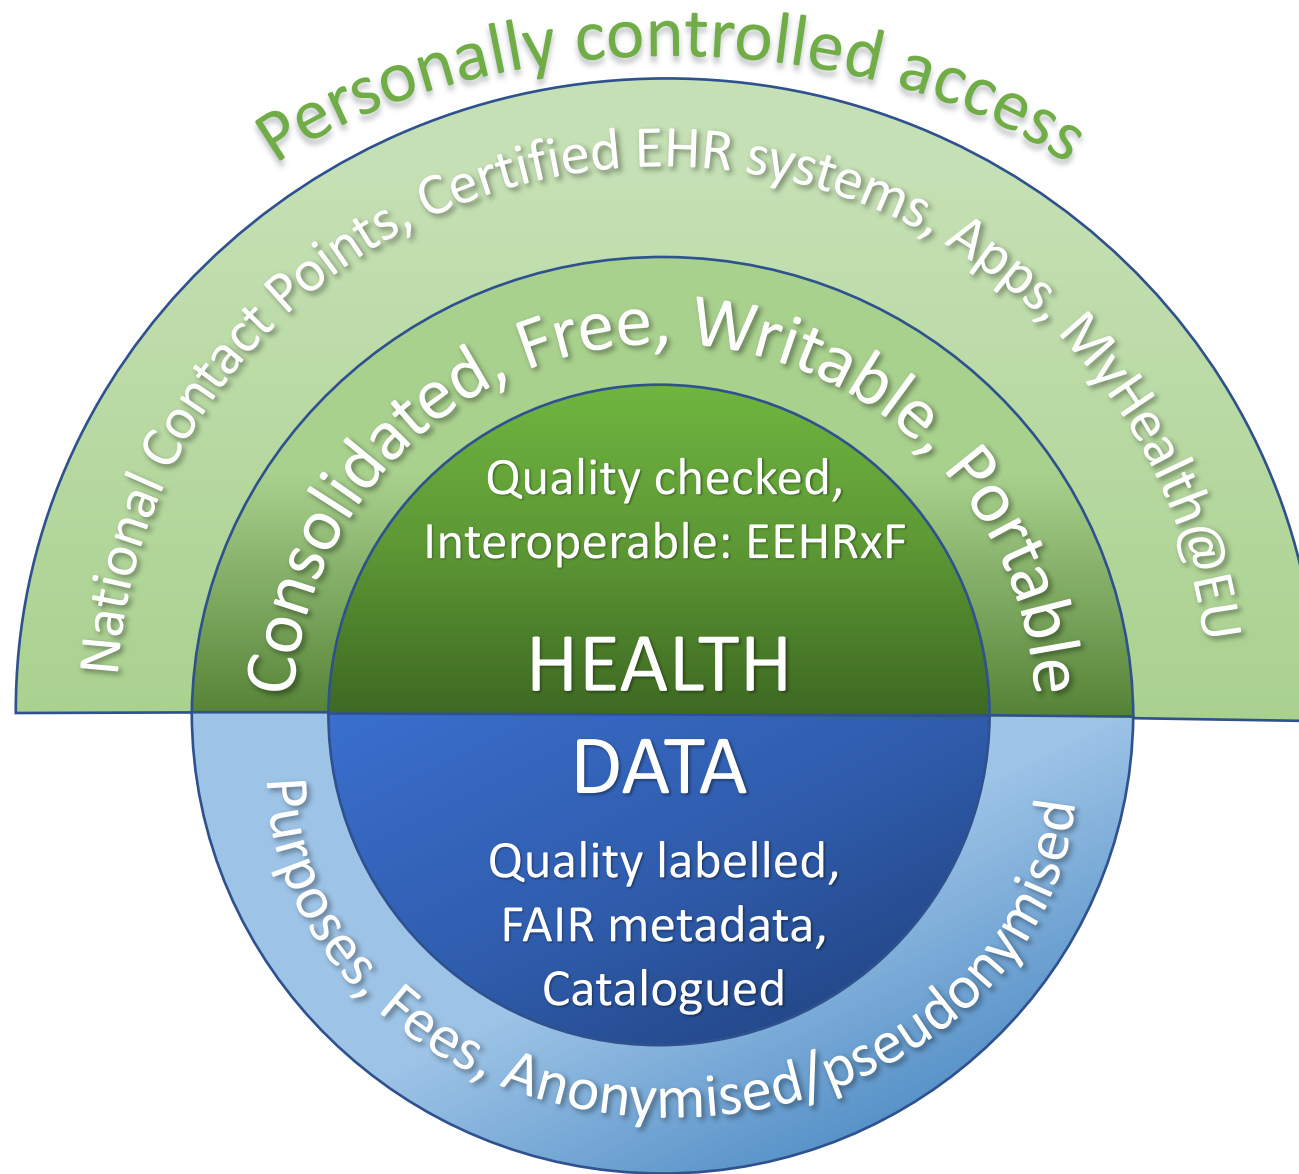 Personally controlled access
National Contact Points, Certified EHR systems, Apps, MyHealth@EU
Consolidated, Free, Writable, Portable
Quality checked,
Interoperable: EEHRxF
HEALTH
DATA
Quality labelled,
FAIR metadata,
Catalogued
Purposes, Fees, Anonymised/pseudonymised